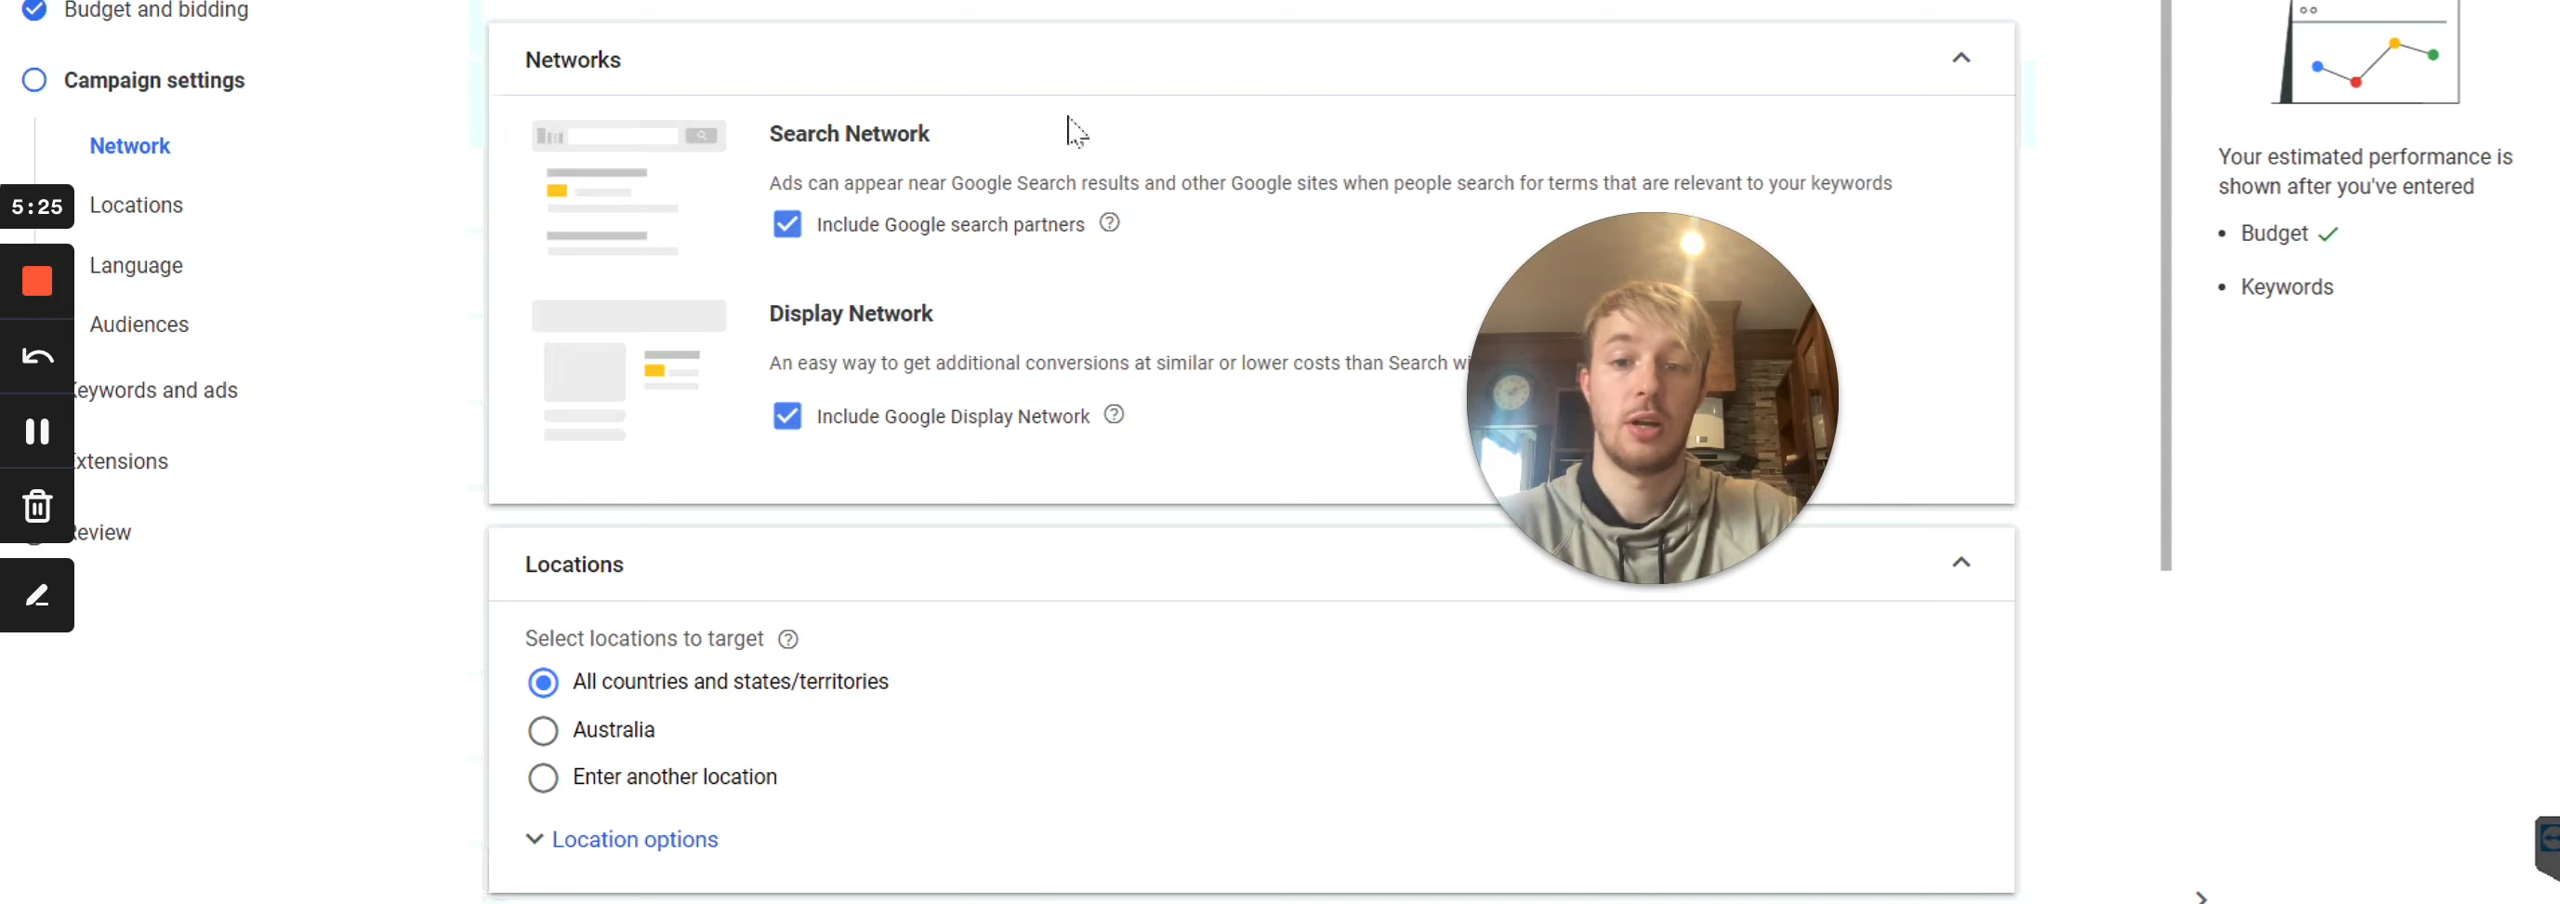 Budget and bidding
Campaign settings
Network
5:25
Locations
Language
Audiences
eywords and ads
xtensions
eview
Networks
Search Network
Ads can appear near Google Search results and other Google sites when people search for terms that are relevant to your keywords
Include Google search partners
Display Network
An easy way to get additional conversions at similar or lower costs than Search wi
Include Google Display Network
Locations
Select locations to target
All countries and states/territories
Australia
Enter another location
Location options
Your estimated performance is
shown after you've entered
• Budget
• Keywords